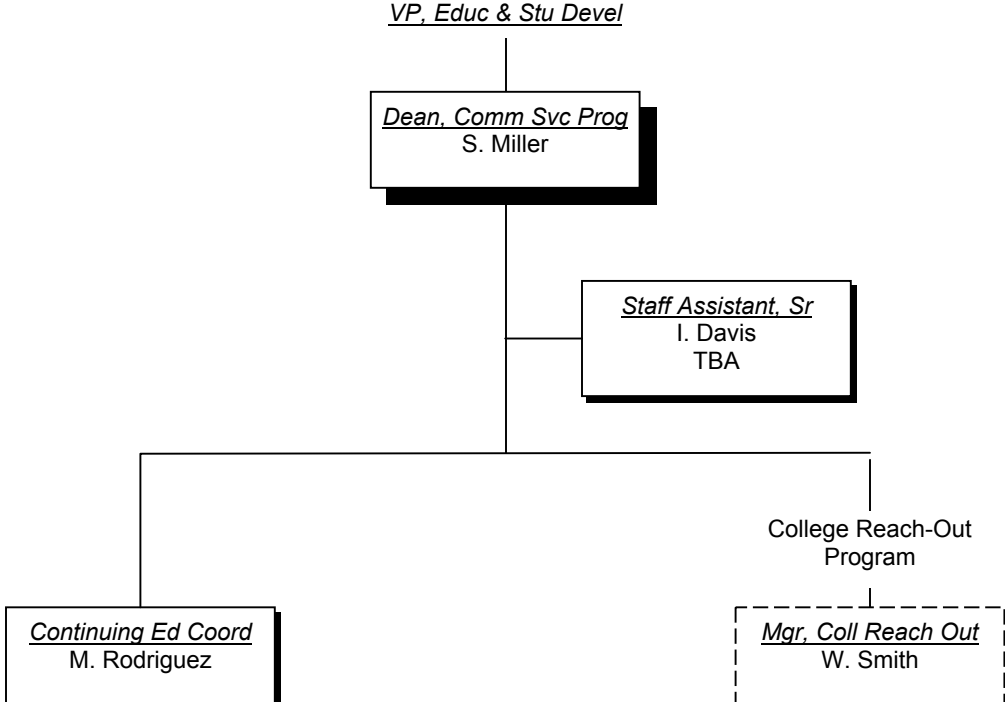 VP, Educ & Stu Devel
Dean, Comm Svc Prog
S. Miller
Staff Assistant, Sr
I. Davis
TBA
College Reach-Out
Program
Continuing Ed Coord
M. Rodriguez
Mgr, Coll Reach Out
W. Smith